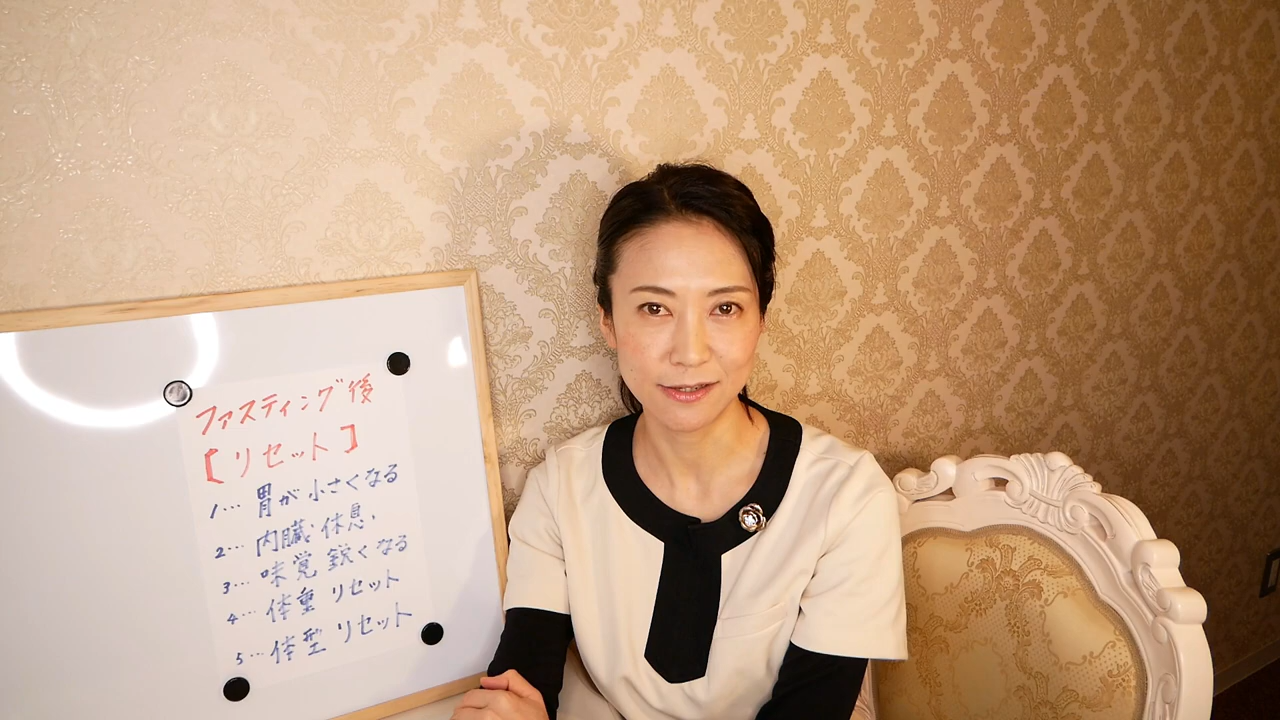 ファスティング後
【リセット】
1… 胃が小さくなる
2… 内臓休息.
3… 味覚鋭くなる
4… 体重リセット
5… 体型リセット